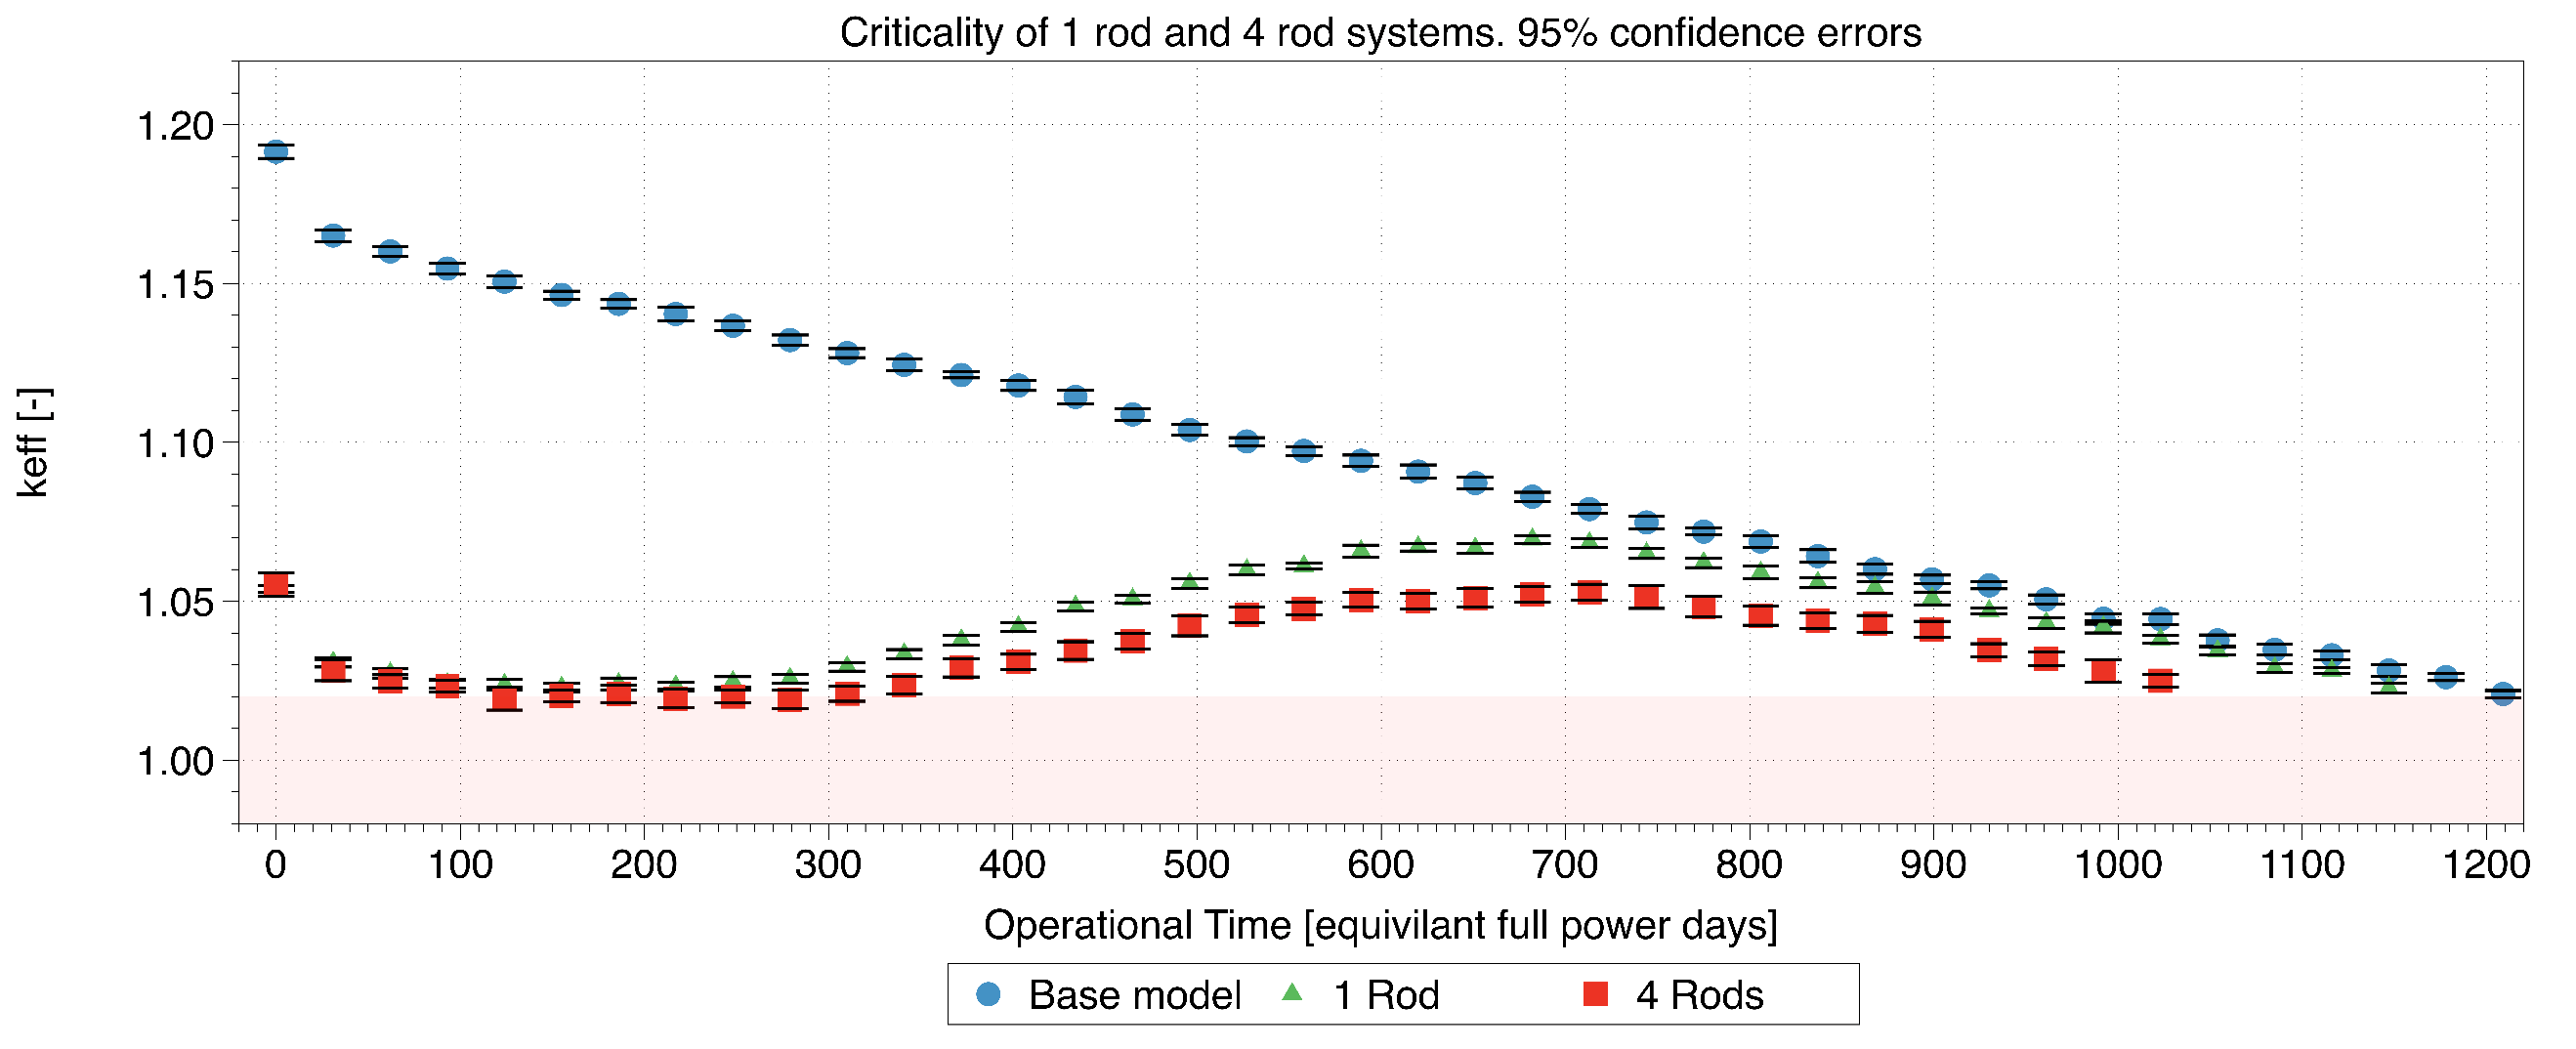 Criticality of 1 rod and 4 rod systems. 95% confidence errors
keff [-]
1.20
1.15
1.10
1.05
1.00
0 100 200 300 400 500 600 700 800 900 1000 1100 1200
Operational Time [equivilant full power days]
Base model 1 Rod 4 Rods